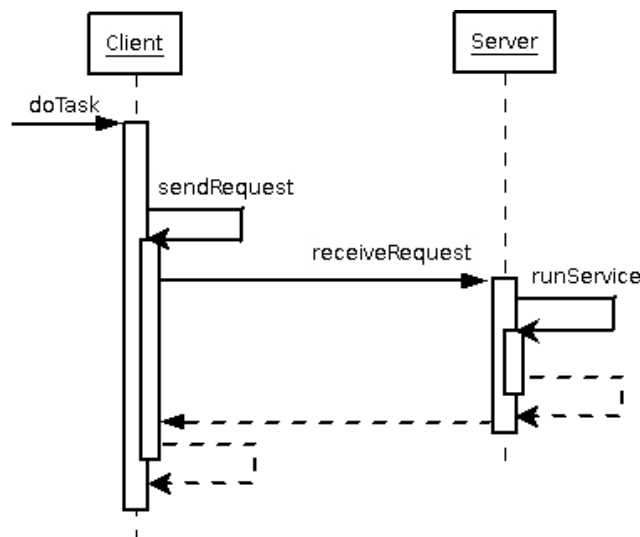 Client
Server
doTask
sendRequest
receiveRequest
runService